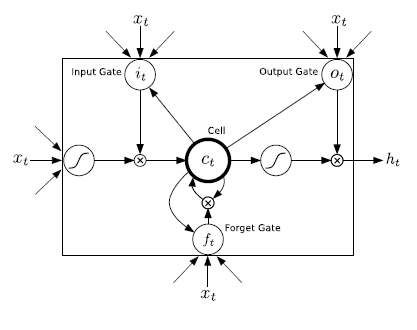 x_t x_t
Input Gate i_t Output Gate o_t
Cell
x_t × c_t × h_t
×
f_t Forget Gate
x_t